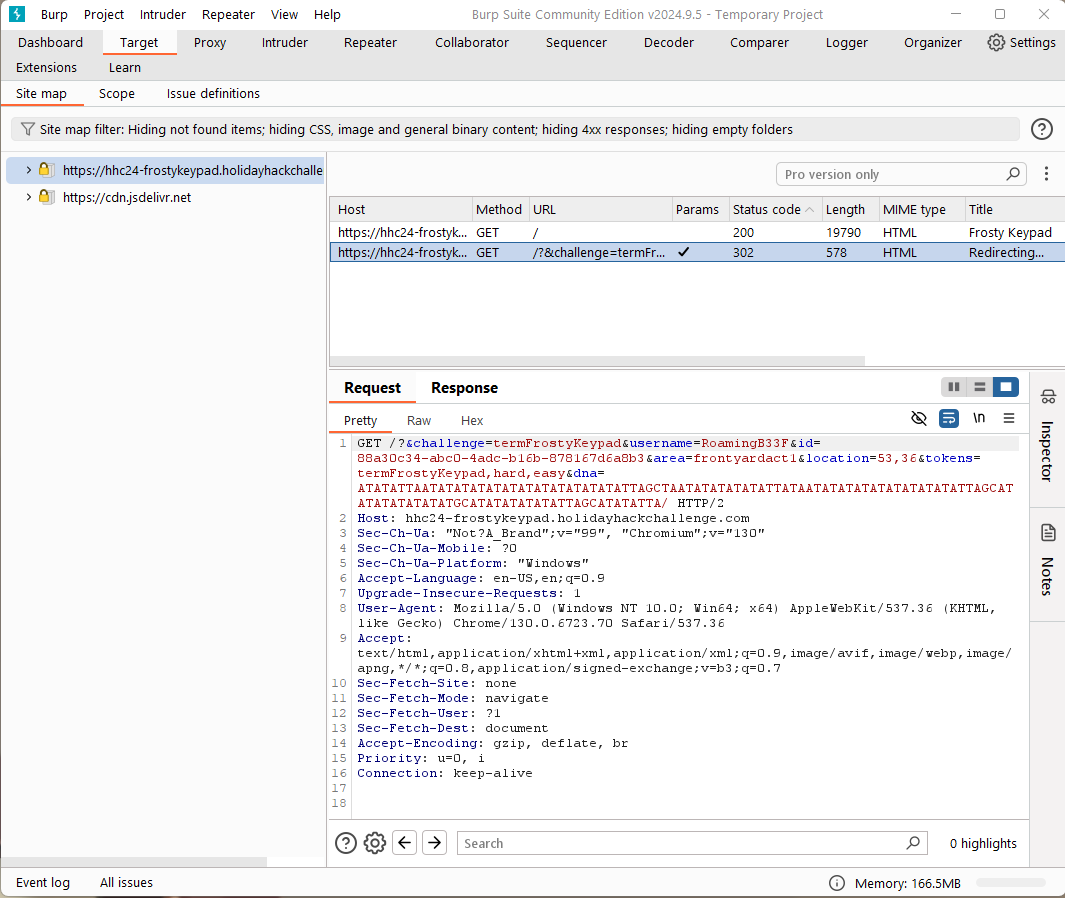 Burp Project Intruder Repeater View Help Burp Suite Community Edition v2024.9.5 - Temporary Project
Dashboard Target Proxy Intruder Repeater Collaborator Sequencer Decoder Comparer Logger Organizer Settings
Extensions Learn
Site map Scope Issue definitions
Site map filter: Hiding not found items; hiding CSS, image and general binary content; hiding 4xx responses; hiding empty folders
https://hhc24-frostykeypad.holidayhackchalle
https://cdn.jsdelivr.net
Pro version only
Host Method URL Params Status code Length MIME type Title
https://hhc24-frostyk... GET / 200 19790 HTML Frosty Keypad
https://hhc24-frostyk... GET /?&challenge=termFr... ✓ 302 578 HTML Redirecting...
Request Response
Pretty Raw Hex \n
1 GET /?&challenge=termFrostyKeypad&username=RoamingB33F&id=
88a30c34-abc0-4adc-b16b-878167d6a8b3&area=frontyardact1&location=53,36&tokens=
termFrostyKeypad,hard,easy&dna=
ATATATTAATATATATATATATATATATATATATATATTAGCTAATATATATATATTATAATATATATATATATATATATTAGCAT
ATATATATATATGCATATATATATATTAGCATATATTA/ HTTP/2
2 Host: hhc24-frostykeypad.holidayhackchallenge.com
3 Sec-Ch-Ua: "Not?A_Brand";v="99", "Chromium";v="130"
4 Sec-Ch-Ua-Mobile: ?0
5 Sec-Ch-Ua-Platform: "Windows"
6 Accept-Language: en-US,en;q=0.9
7 Upgrade-Insecure-Requests: 1
8 User-Agent: Mozilla/5.0 (Windows NT 10.0; Win64; x64) AppleWebKit/537.36 (KHTML,
like Gecko) Chrome/130.0.6723.70 Safari/537.36
9 Accept:
text/html,application/xhtml+xml,application/xml;q=0.9,image/avif,image/webp,image/
apng,*/*;q=0.8,application/signed-exchange;v=b3;q=0.7
10 Sec-Fetch-Site: none
11 Sec-Fetch-Mode: navigate
12 Sec-Fetch-User: ?1
13 Sec-Fetch-Dest: document
14 Accept-Encoding: gzip, deflate, br
15 Priority: u=0, i
16 Connection: keep-alive
17
18
Inspector
Notes
Search 0 highlights
Event log All issues Memory: 166.5MB